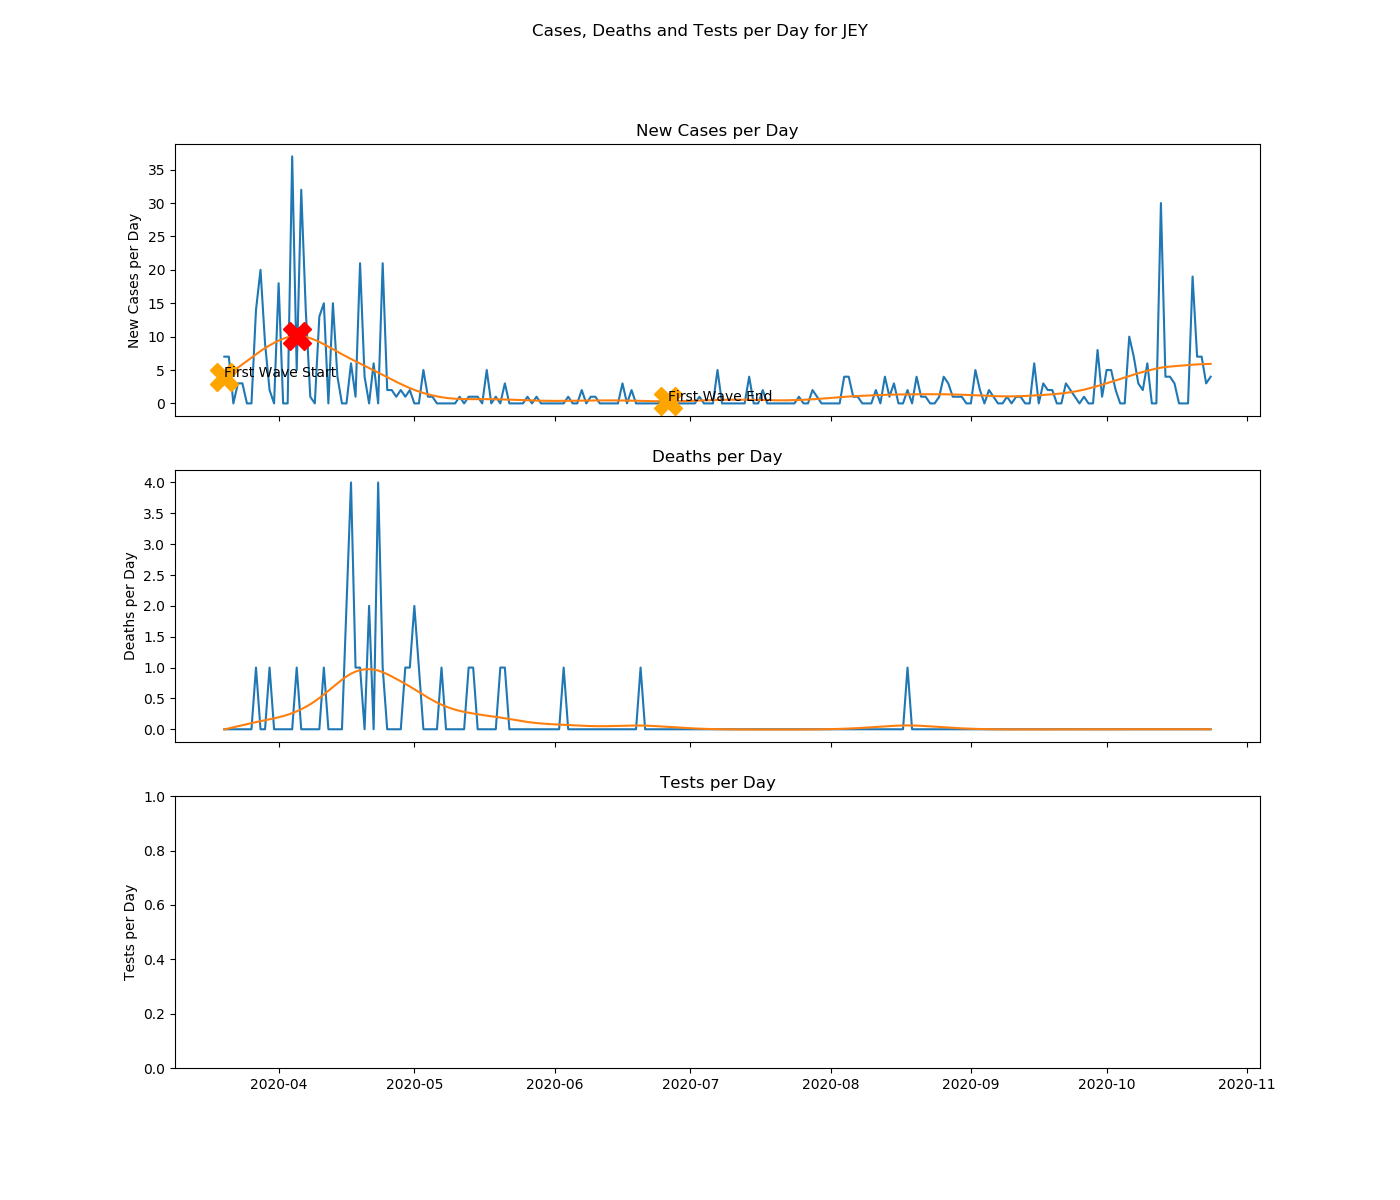 Cases, Deaths and Tests per Day for JEY
New Cases per Day
New Cases per Day
35
30
25
20
15
10
5
0
First Wave Start
First Wave End
Deaths per Day
Deaths per Day
4.0
3.5
3.0
2.5
2.0
1.5
1.0
0.5
0.0
Tests per Day
Tests per Day
1.0
0.8
0.6
0.4
0.2
0.0
2020-04 2020-05 2020-06 2020-07 2020-08 2020-09 2020-10 2020-11